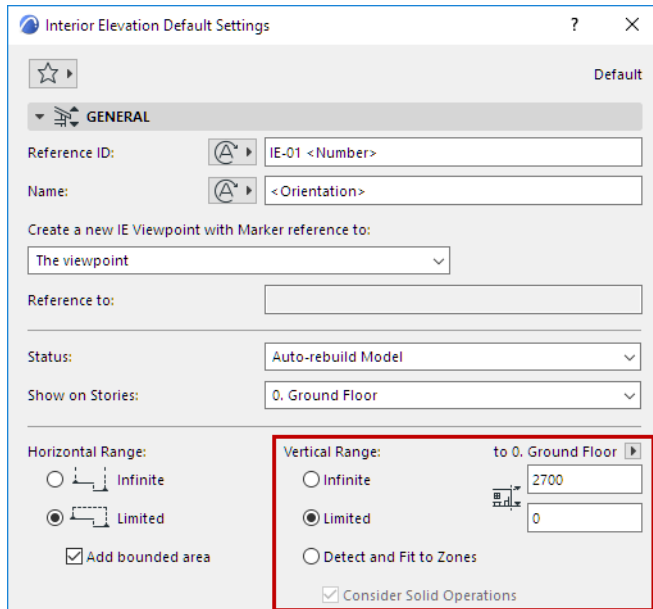 Interior Elevation Default Settings
?
Default
GENERAL
Reference ID:
IE-01 <Number>
Name:
<Orientation>
Create a new IE Viewpoint with Marker reference to:
The viewpoint
Reference to:
Status:
Auto-rebuild Model
Show on Stories:
0. Ground Floor
Horizontal Range:
Infinite
Limited
Add bounded area
Vertical Range:
to 0. Ground Floor
Infinite
2700
Limited
0
Detect and Fit to Zones
Consider Solid Operations